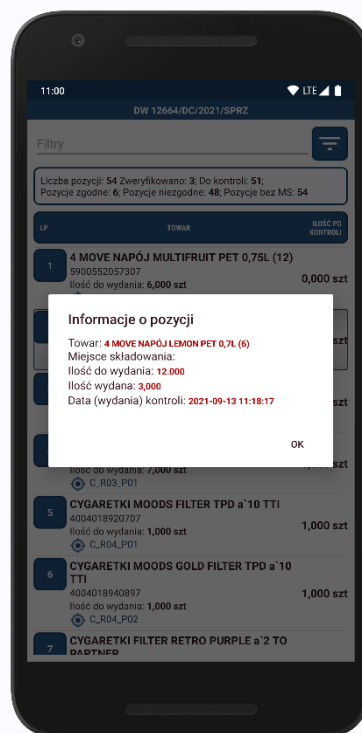 11:00
LTE
DW 12664/DC/2021/SPRZ
Filtry
Liczba pozycji: 54 Zweryfikowano: 3; Do kontroli: 51;
Pozycje zgodne: 6; Pozycje niezgodne: 48; Pozycje bez MS: 54
LP TOWAR ILOŚĆ PO KONTROLI
1
4 MOVE NAPÓJ MULTIFRUIT PET 0,75L (12)
5900552057307
Ilość do wydania: 6,000 szt
0,000 szt
Informacje o pozycji
Towar: 4 MOVE NAPÓJ LEMON PET 0,7L (6)
Miejsce składowania:
Ilość do wydania: 12.000
Ilość wydana: 3,000
Data (wydania) kontroli: 2021-09-13 11:18:17
OK
Ilość do wydania: 7,000 szt
C_R03_P01
5
CYGARETKI MOODS FILTER TPD a`10 TTI
4004018920707
Ilość do wydania: 1,000 szt
1,000 szt
C_R04_P01
6
CYGARETKI MOODS GOLD FILTER TPD a`10
TTI
4004018940897
Ilość do wydania: 1,000 szt
1,000 szt
C_R04_P02
7
CYGARETKI FILTER RETRO PURPLE a`2 TO
PARTNER